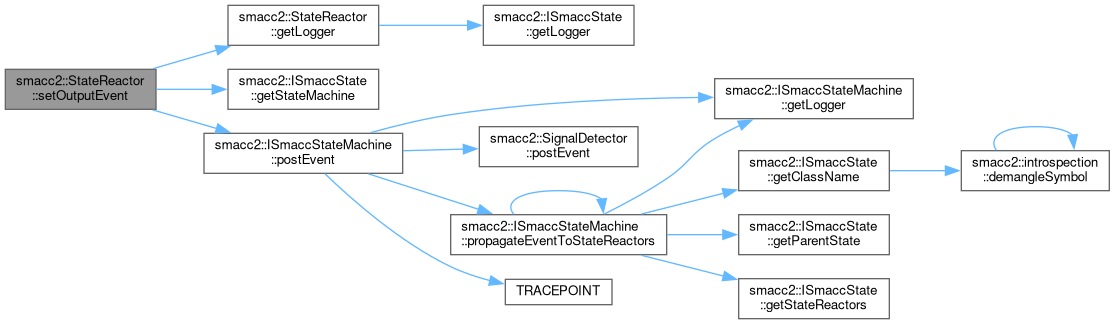 smacc2::StateReactor
::setOutputEvent
smacc2::StateReactor
::getLogger
smacc2::ISmaccState
::getLogger
smacc2::ISmaccState
::getStateMachine
smacc2::ISmaccStateMachine
::postEvent
smacc2::ISmaccStateMachine
::getLogger
smacc2::SignalDetector
::postEvent
smacc2::ISmaccStateMachine
::propagateEventToStateReactors
smacc2::ISmaccState
::getClassName
smacc2::introspection
::demangleSymbol
smacc2::ISmaccState
::getParentState
smacc2::ISmaccState
::getStateReactors
TRACEPOINT